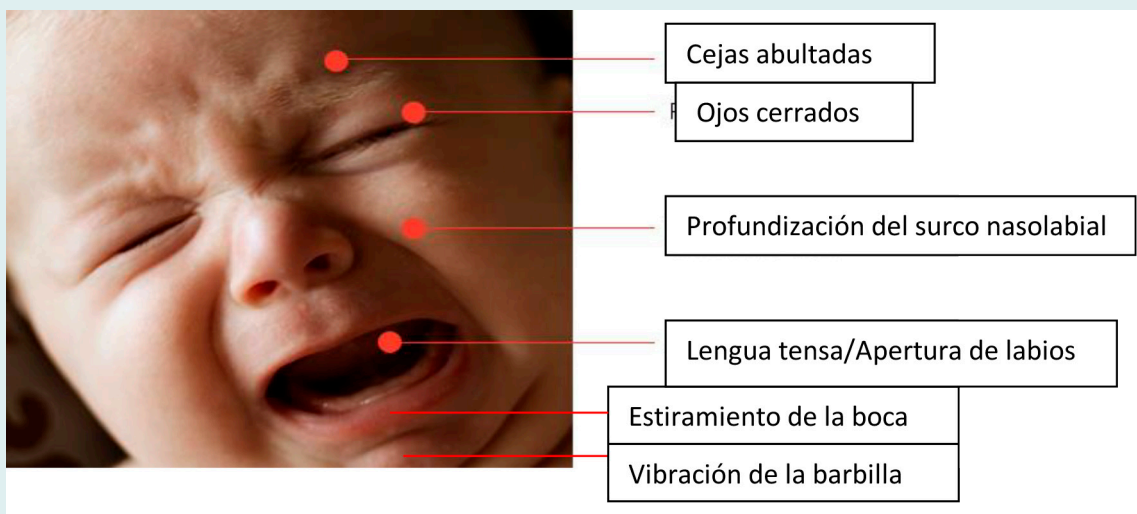 Cejas abultadas
Ojos cerrados
Profundización del surco nasolabial
Lengua tensa/Apertura de labios
Estiramiento de la boca
Vibración de la barbilla